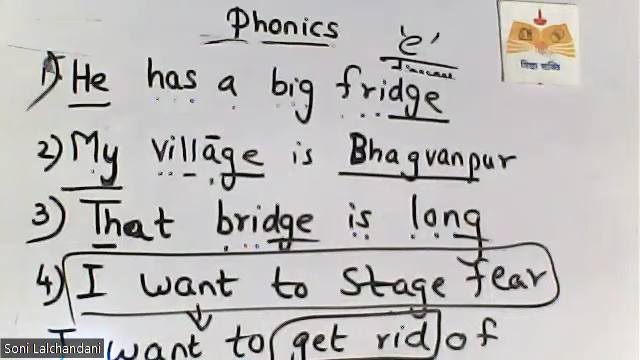 Phonics
'e'
1) He has a big fridge
2) My village is Bhagvanpur
3) That bridge is long
4) I want to stage fear
I want to get rid of
Soni Lalchandani